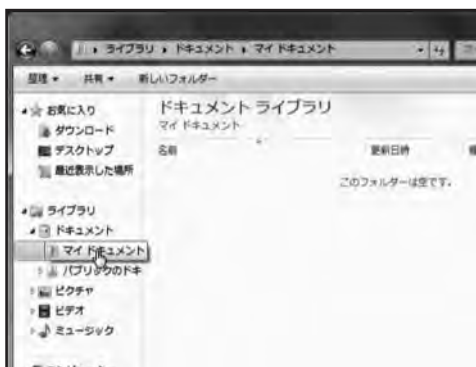 ライブラリ ▸ ドキュメント ▸ マイ ドキュメント
整理 共有 新しいフォルダー
お気に入り
ダウンロード
デスクトップ
最近表示した場所
ライブラリ
ドキュメント
マイ ドキュメント
パブリックのドキ
ピクチャ
ビデオ
ミュージック
ドキュメント ライブラリ
マイ ドキュメント
名前 更新日時
このフォルダーは空です。